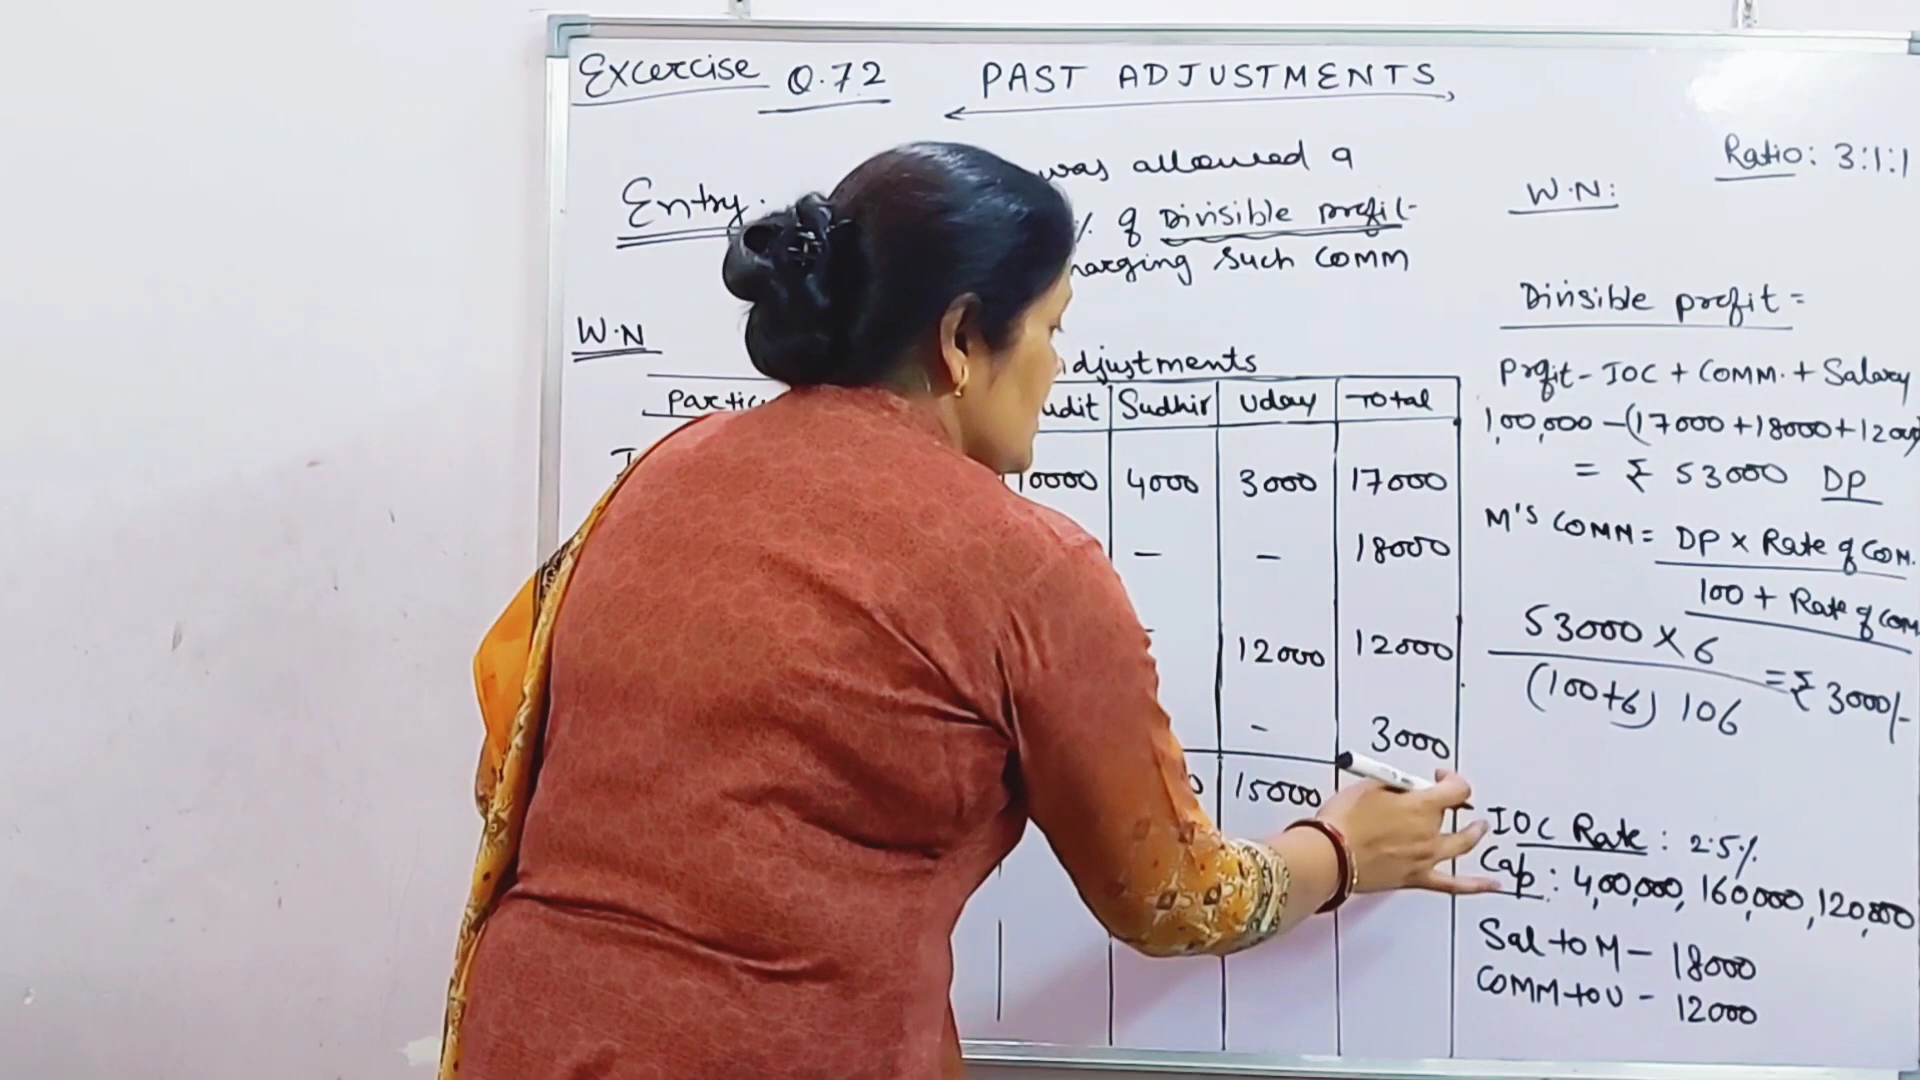 Excercise Q.72 PAST ADJUSTMENTS
Ratio: 3:1:1
Entry. was allowed a
% of Divisible profit
harging such COMM
W.N:
Divisible profit =
Profit - IOC + COMM. + Salary
1,00,000 - (17000+18000+12000)
= ₹ 53000 DP
M'S COMM = DP x Rate of COM.
100 + Rate of COM
53000 x 6
(100+6) 106
= ₹ 3000/-
W.N
djustments
Partic udit Sudhir Uday Total
I 10000 4000 3000 17000
– – 18000
12000 12000
– 3000
0 15000
IOC Rate : 2.5%
Cap : 4,00,000, 160,000, 120,000
Sal to M – 18000
COMM to U – 12000